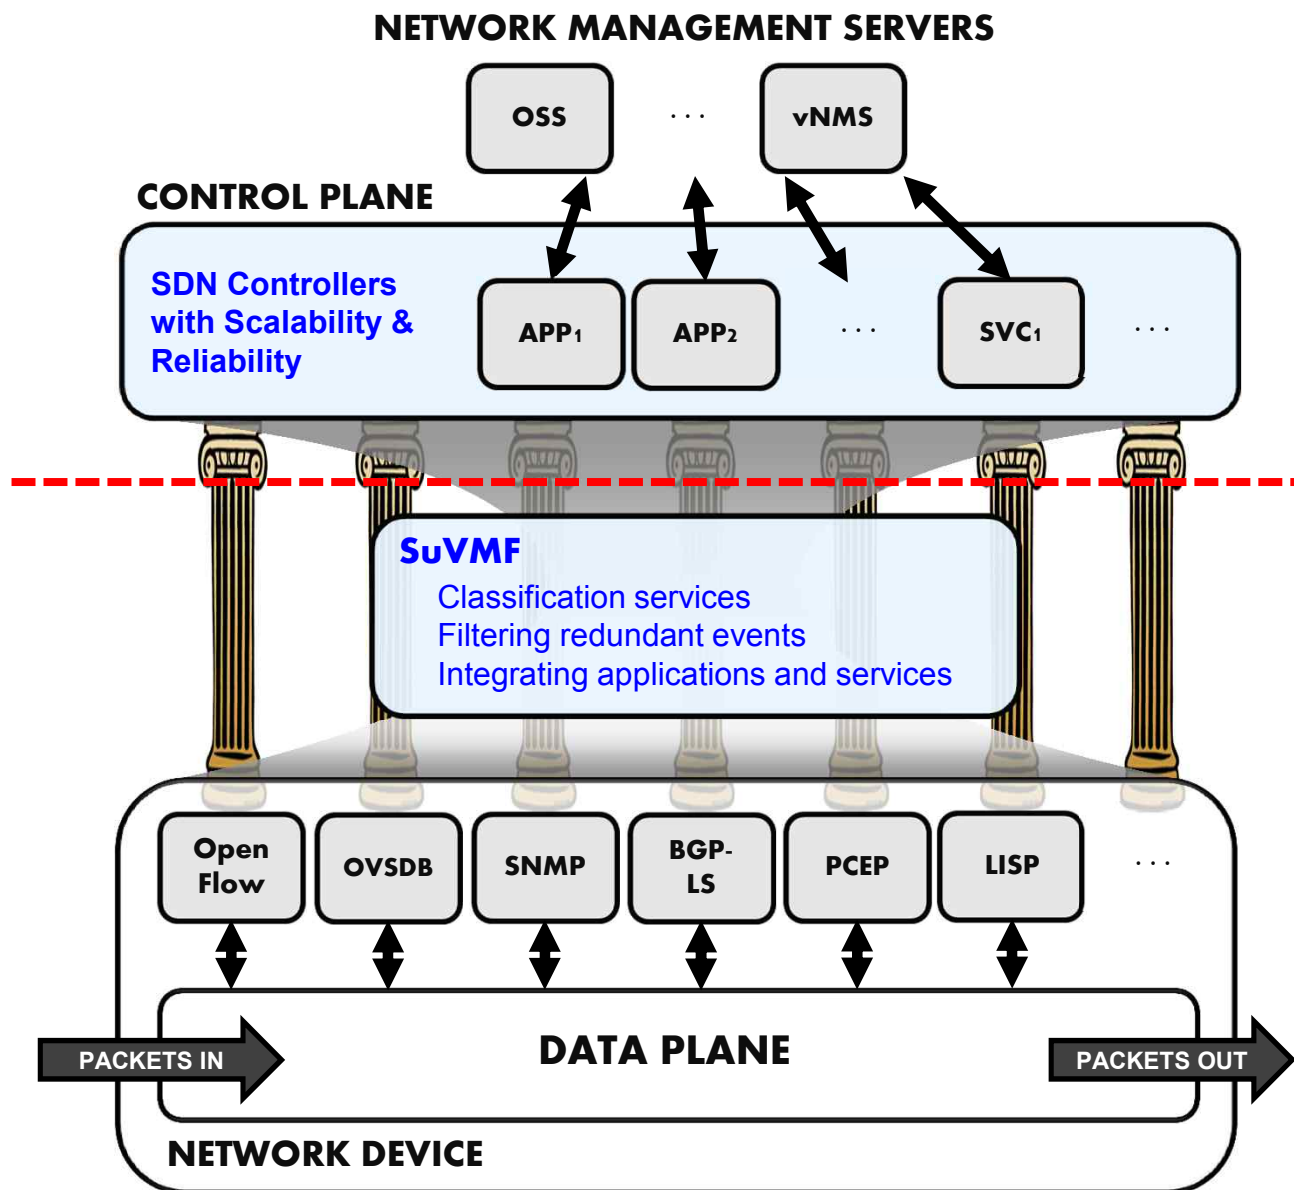 NETWORK MANAGEMENT SERVERS
OSS
...
vNMS
CONTROL PLANE
SDN Controllers
with Scalability &
Reliability
APP1
APP2
...
SVC1
...
SuVMF
Classification services
Filtering redundant events
Integrating applications and services
Open
Flow
OVSDB
SNMP
BGP-
LS
PCEP
LISP
...
PACKETS IN
DATA PLANE
PACKETS OUT
NETWORK DEVICE